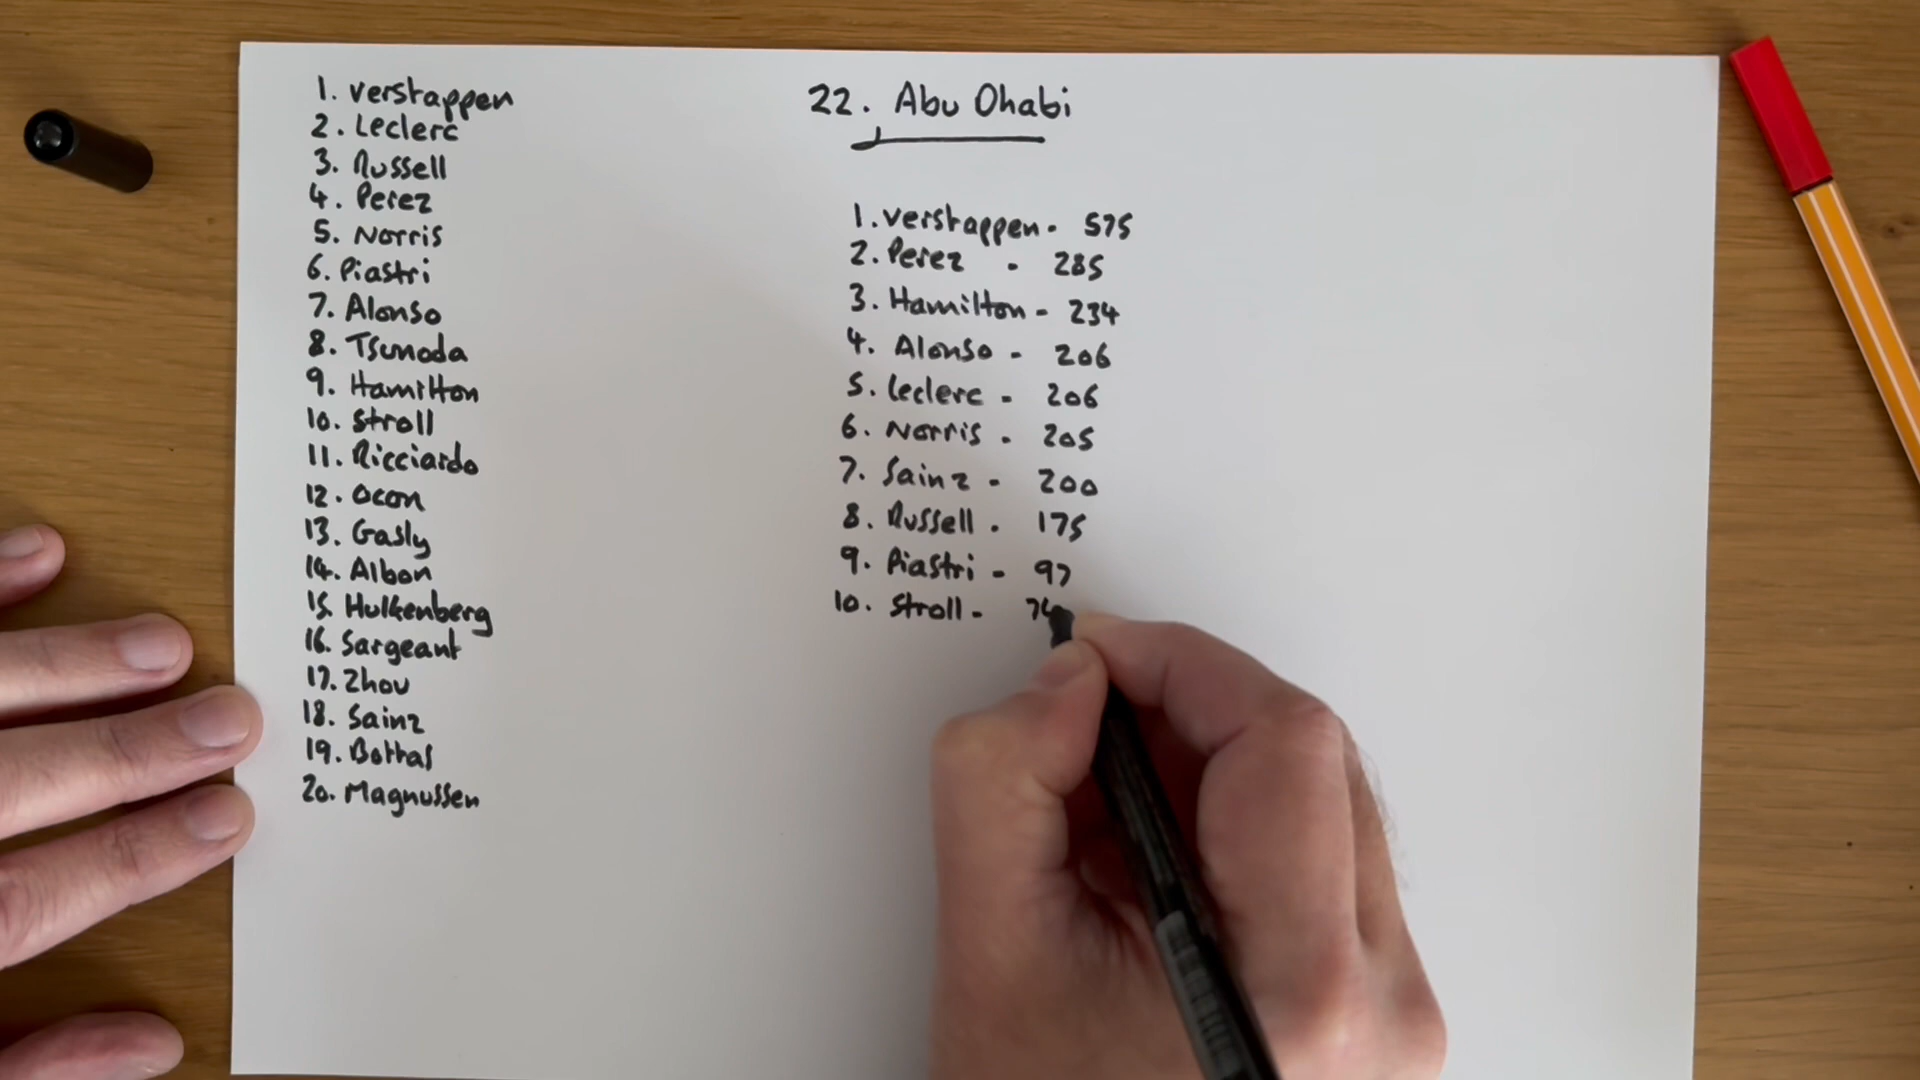 1. Verstappen
2. Leclerc
3. Russell
4. Perez
5. Norris
6. Piastri
7. Alonso
8. Tsunoda
9. Hamilton
10. Stroll
11. Ricciardo
12. Ocon
13. Gasly
14. Albon
15. Hulkenberg
16. Sargeant
17. Zhou
18. Sainz
19. Bottas
20. Magnussen
22. Abu Dhabi
1. Verstappen - 575
2. Perez - 285
3. Hamilton - 234
4. Alonso - 206
5. Leclerc - 206
6. Norris - 205
7. Sainz - 200
8. Russell - 175
9. Piastri - 97
10. Stroll -